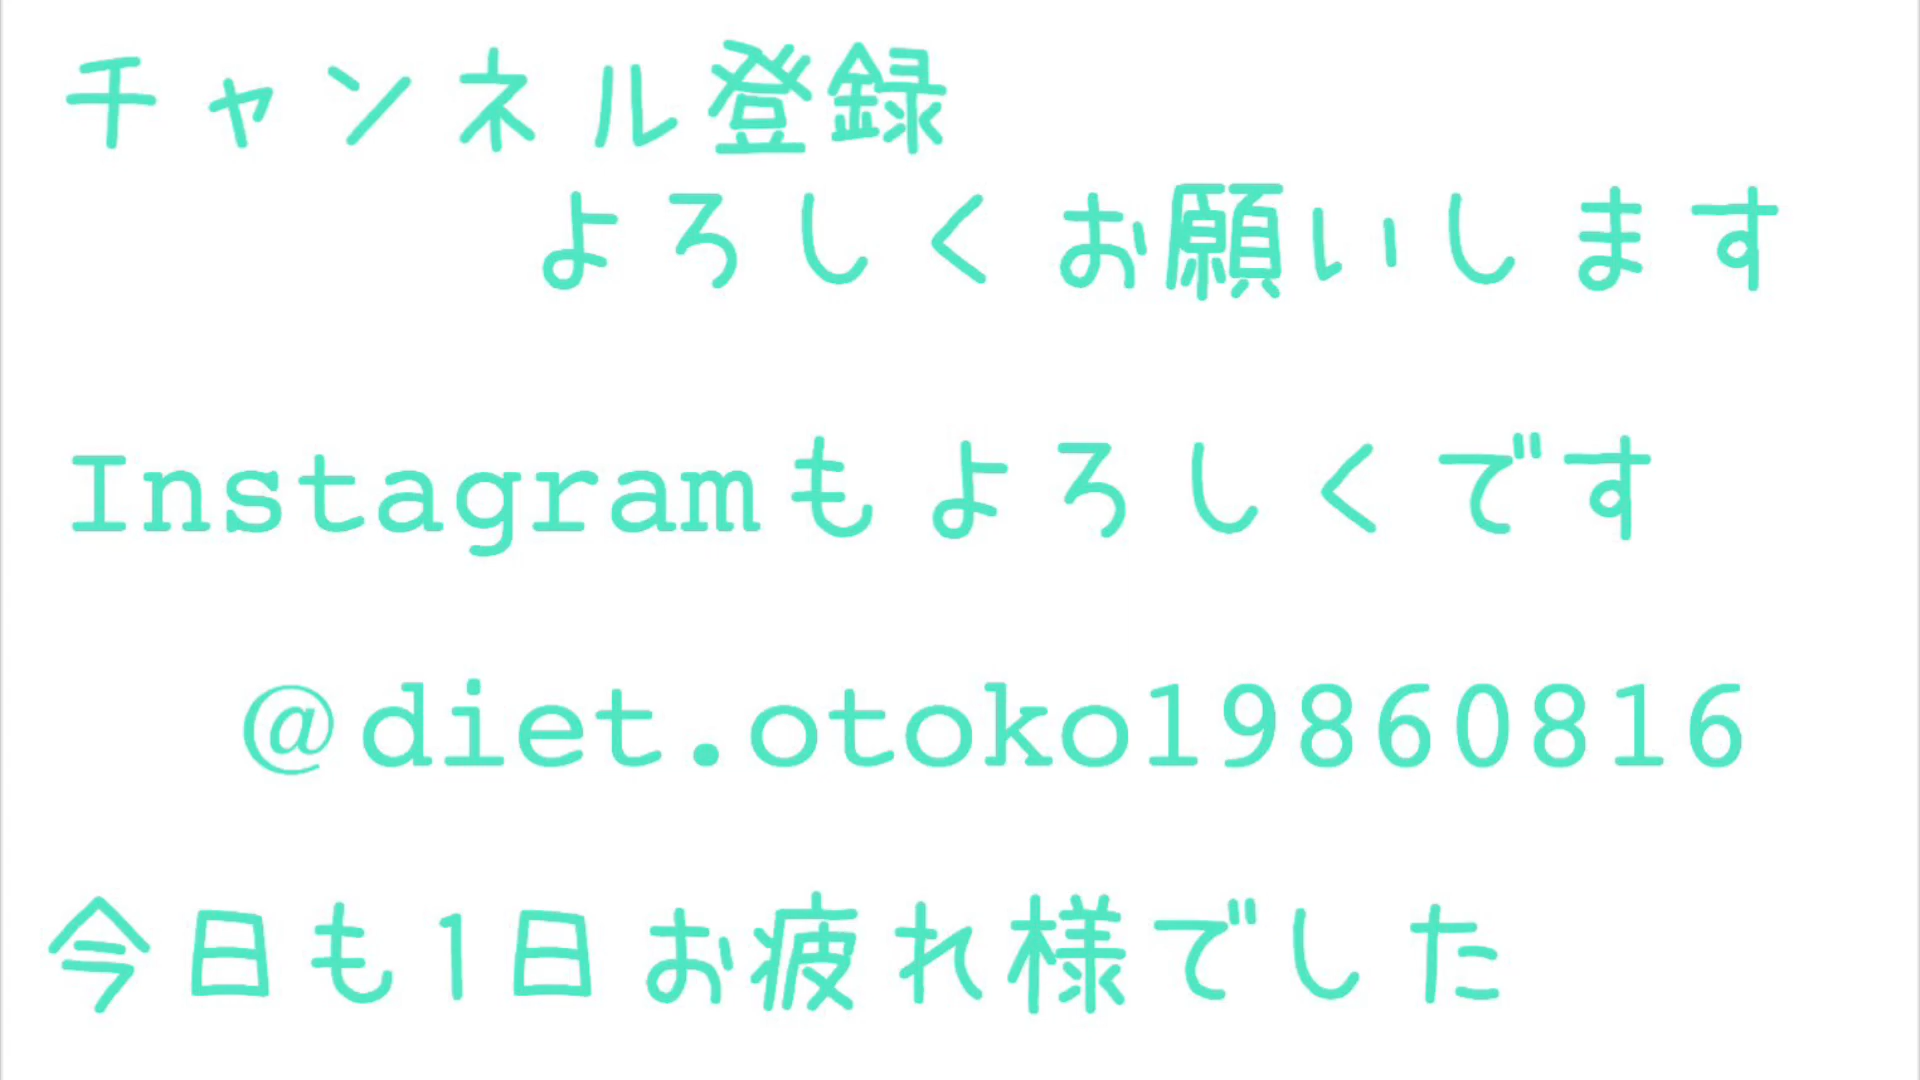 チャンネル登録
よろしくお願いします
Instagramもよろしくです
@diet.otoko19860816
今日も1日お疲れ様でした